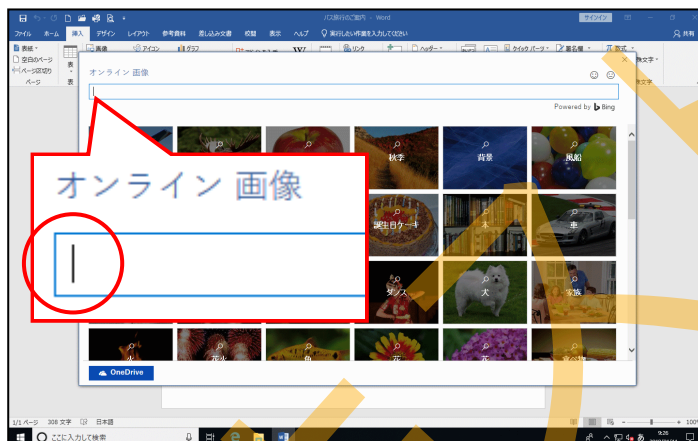 バス旅行のご案内 - Word
サインイン
ファイル ホーム 挿入 デザイン レイアウト 参考資料 差し込み文書 校閲 表示 ヘルプ 実行したい作業を入力してください 共有
表紙
空白のページ
ページ区切り
ページ
表
表
画像
アイコン
グラフ
リンク
ヘッダー
クイック パーツ
署名欄
数式
オンライン 画像
Powered by Bing
オンライン 画像
秋季
背景
風船
誕生日ケーキ
本
車
ダンス
犬
家族
火
花火
魚
花
花
食べ物
OneDrive
1/1 ページ 308 文字 日本語
100%
ここに入力して検索
あ
9:26